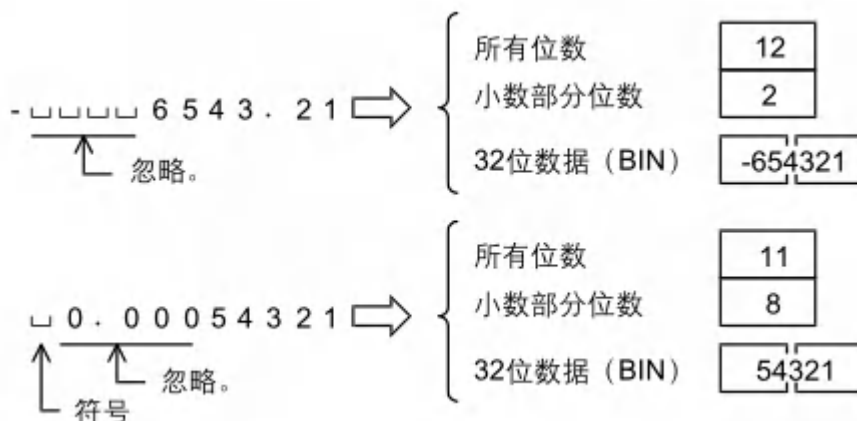 所有位数 12
小数部分位数 2
-␣␣␣␣6543.21
忽略。
32位数据（BIN） -654321
所有位数 11
小数部分位数 8
␣0.00054321
忽略。
符号
32位数据（BIN） 54321